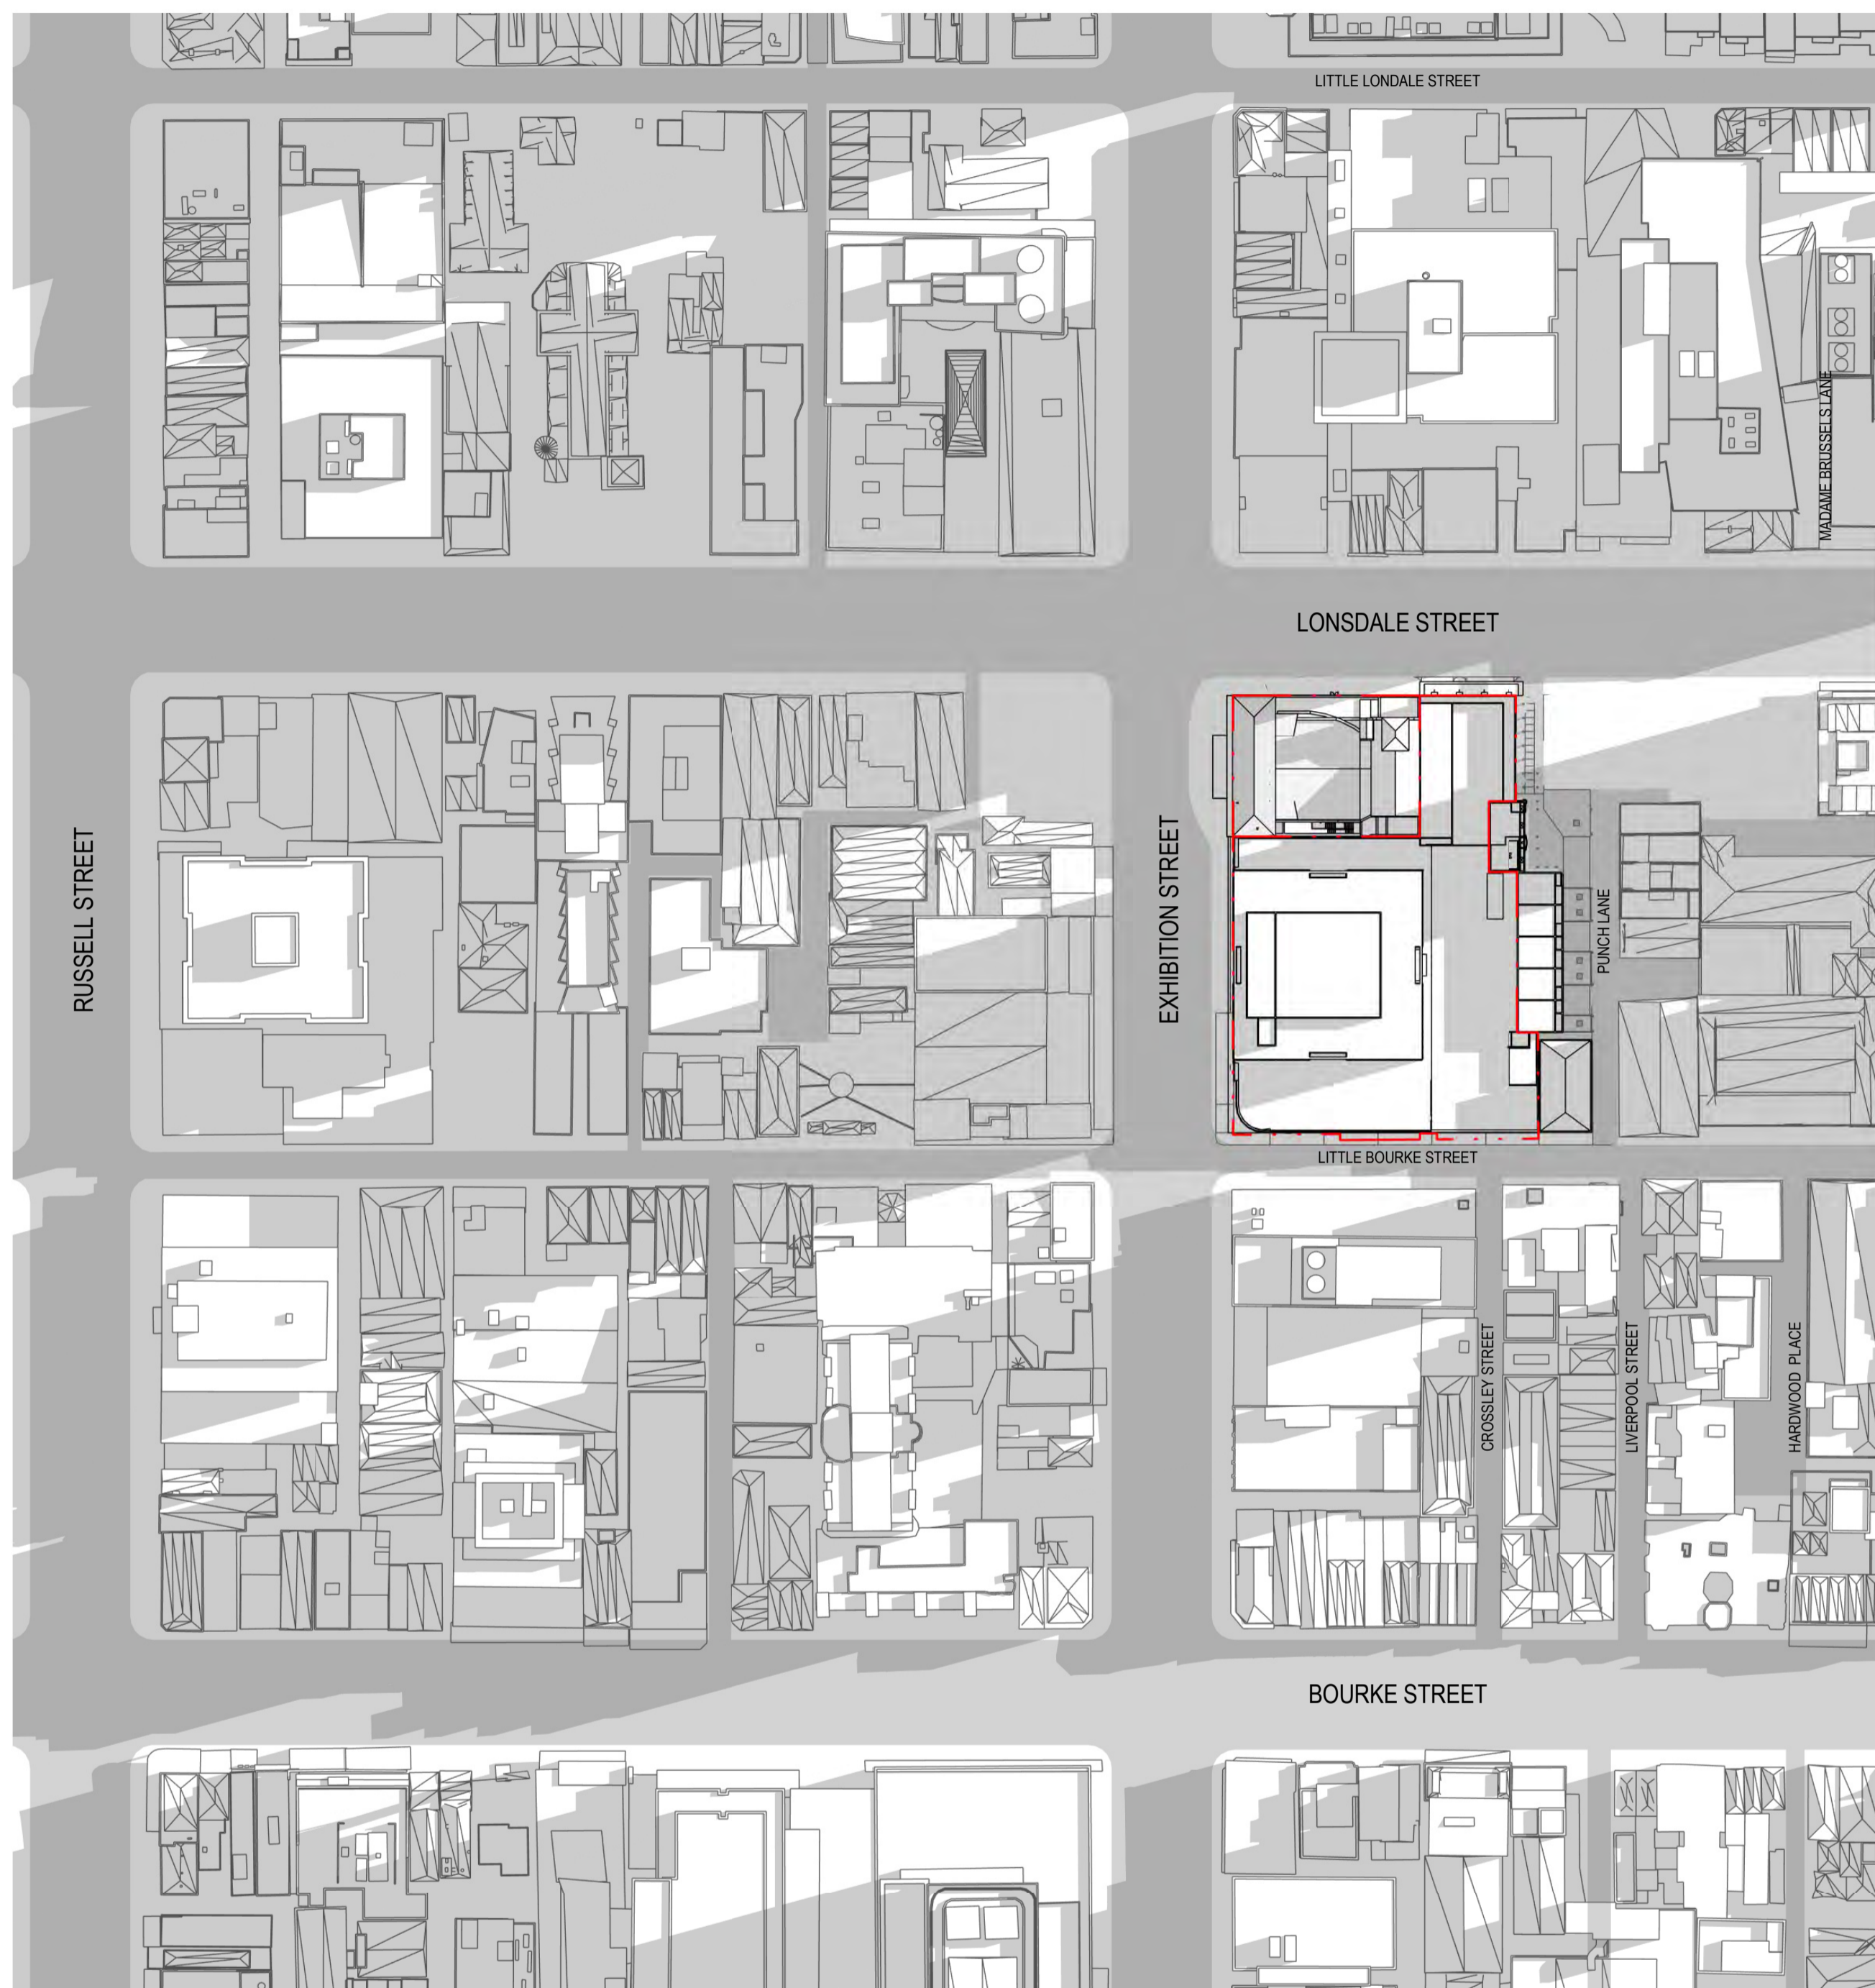 LITTLE LONDALE STREET
MADAME BRUSSELS LANE
LONSDALE STREET
RUSSELL STREET
EXHIBITION STREET
PUNCH LANE
LITTLE BOURKE STREET
CROSSLEY STREET
LIVERPOOL STREET
HARDWOOD PLACE
BOURKE STREET